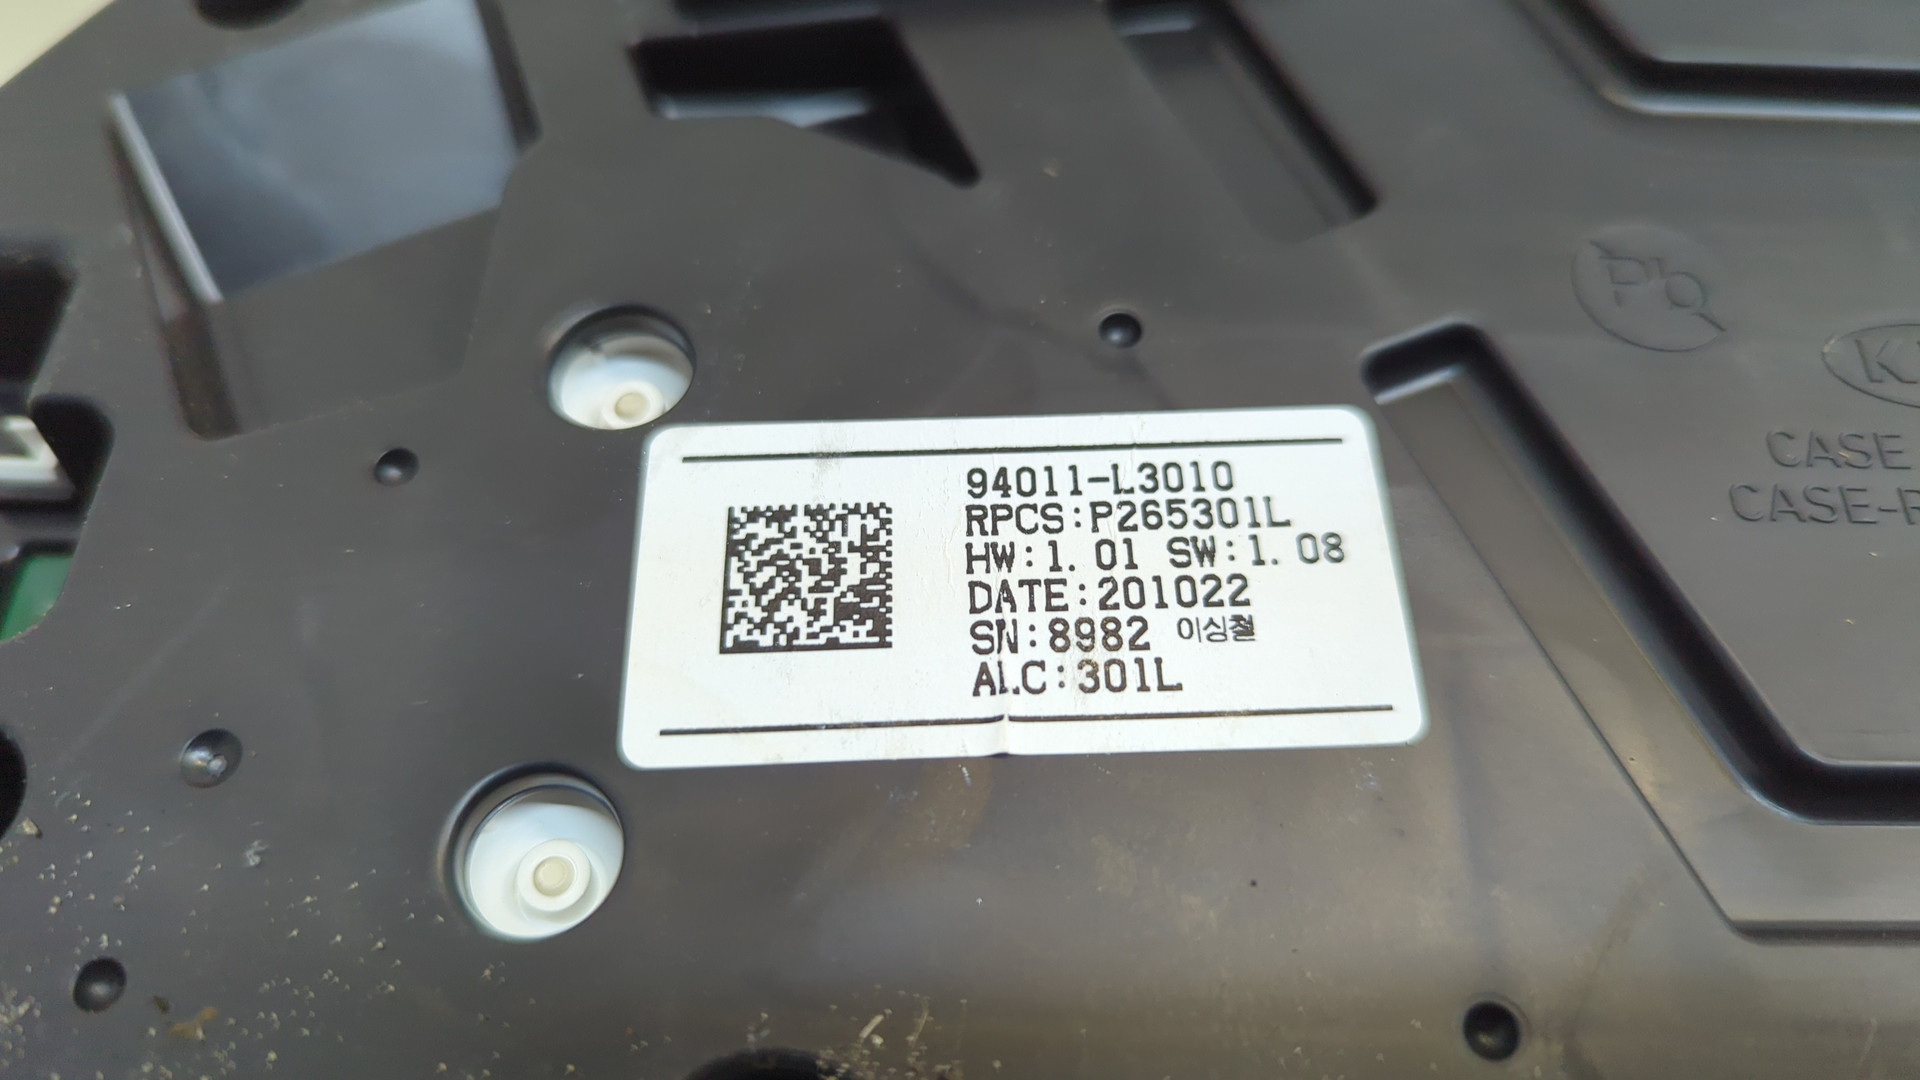 Pb
94011-L3010
RPCS:P265301L
HW:1.01 SW:1.08
DATE:201022
SN:8982 이싱철
ALC:301L
CASE